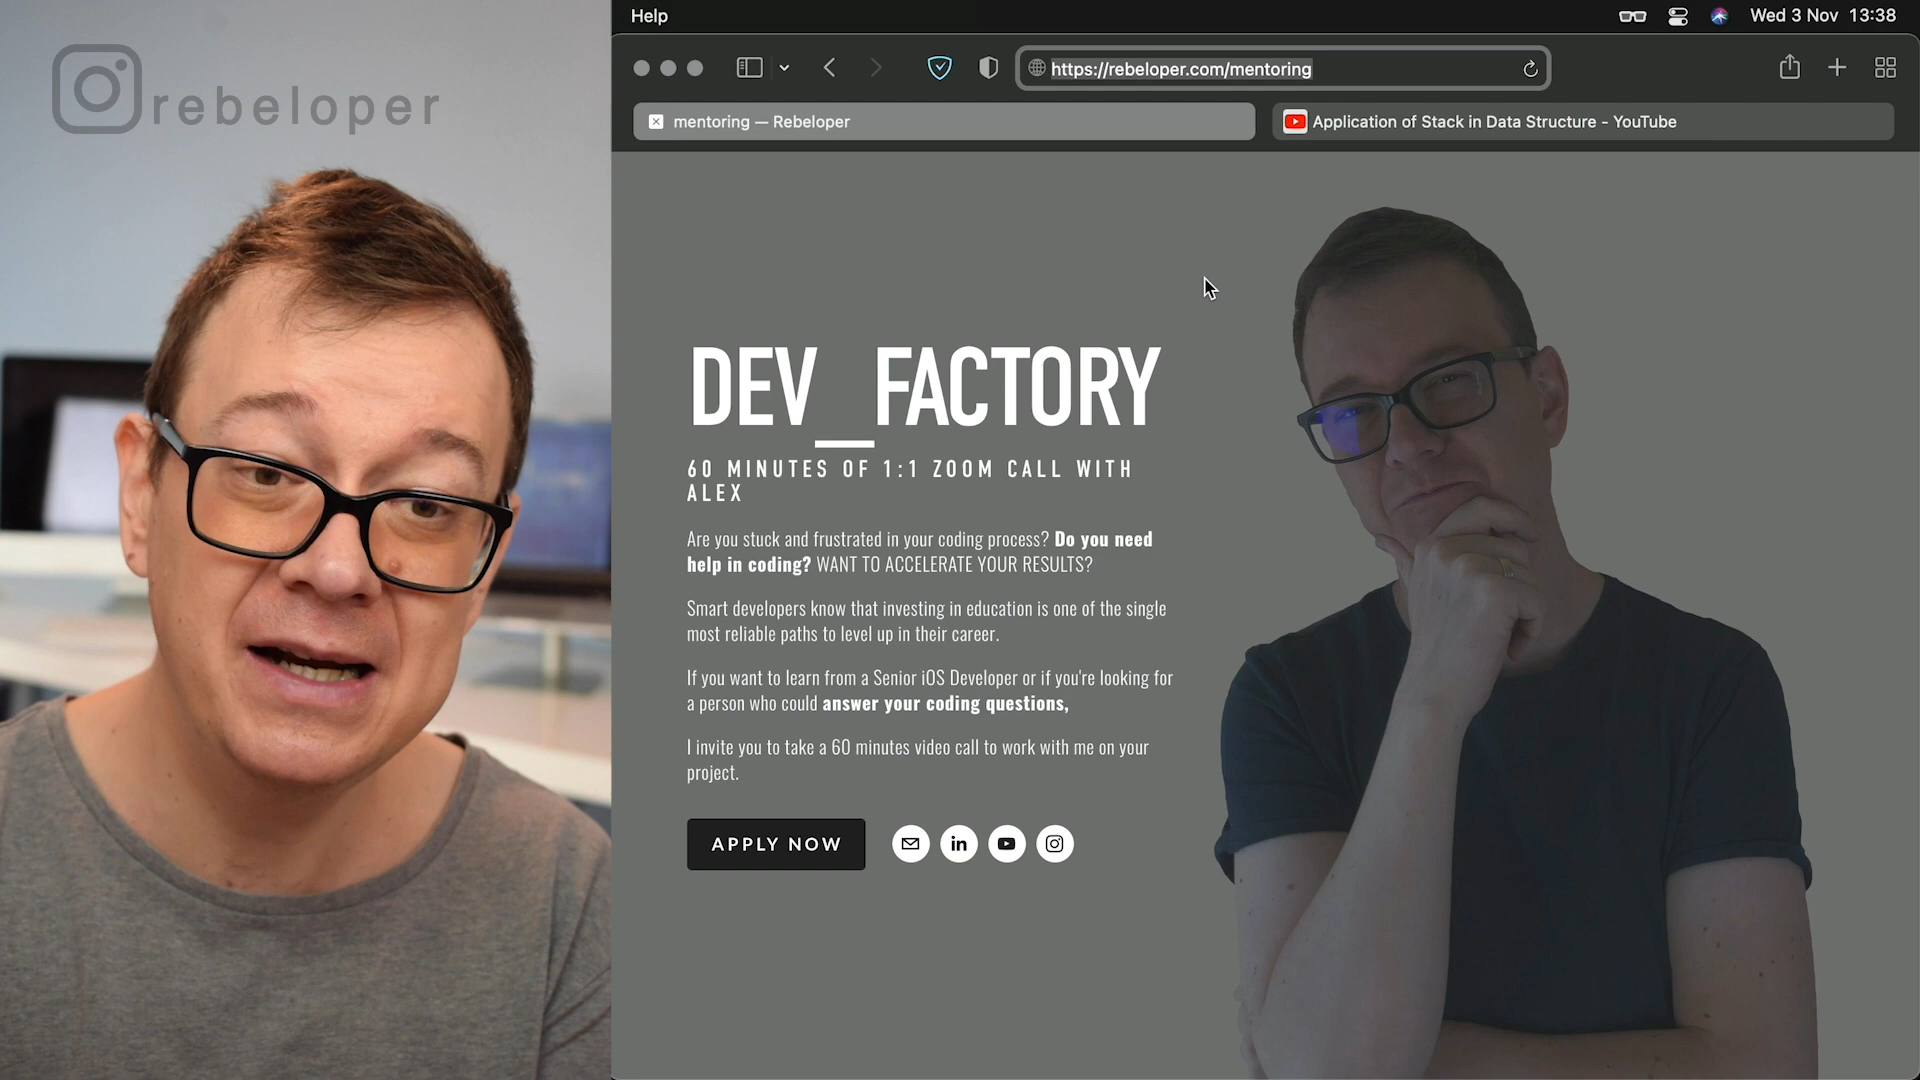 rebeloper
Help
Wed 3 Nov 13:38
https://rebeloper.com/mentoring
mentoring — Rebeloper
Application of Stack in Data Structure - YouTube
DEV_FACTORY
60 MINUTES OF 1:1 ZOOM CALL WITH
ALEX
Are you stuck and frustrated in your coding process? Do you need
help in coding? WANT TO ACCELERATE YOUR RESULTS?
Smart developers know that investing in education is one of the single
most reliable paths to level up in their career.
If you want to learn from a Senior iOS Developer or if you're looking for
a person who could answer your coding questions,
I invite you to take a 60 minutes video call to work with me on your
project.
APPLY NOW
in